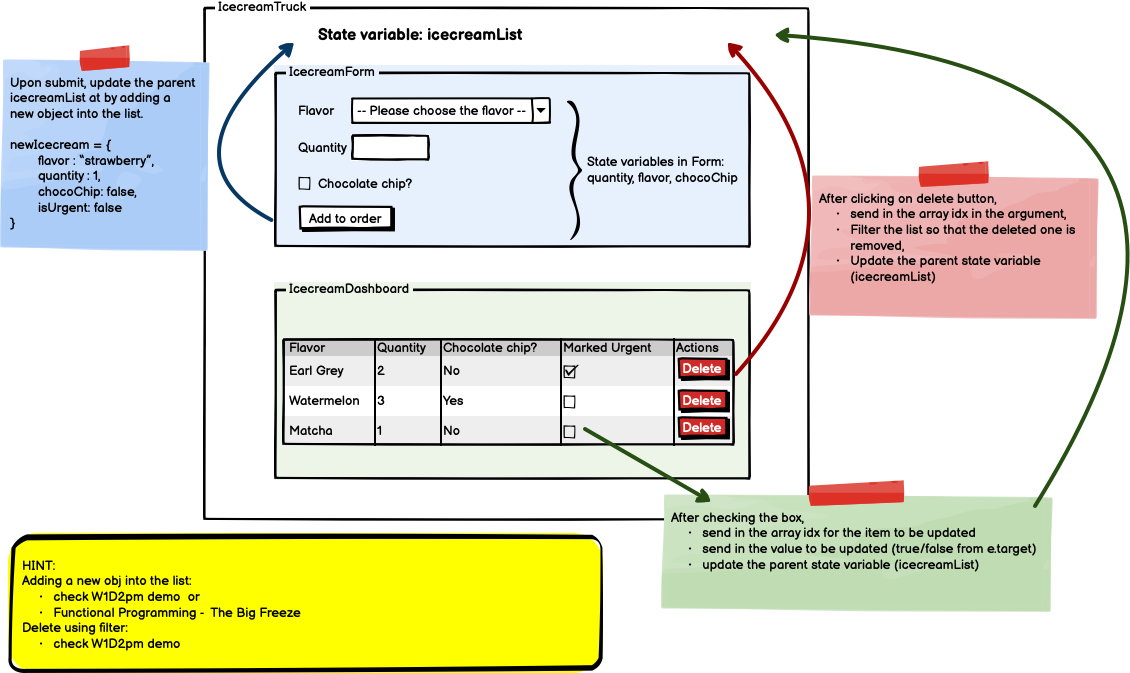 IcecreamTruck
State variable: icecreamList
Upon submit, update the parent
icecreamList at by adding a
new object into the list.
newIcecream = {
flavor : "strawberry",
quantity : 1,
chocoChip: false,
isUrgent: false
}
IcecreamForm
Flavor -- Please choose the flavor --
Quantity
Chocolate chip?
Add to order
State variables in Form:
quantity, flavor, chocoChip
After clicking on delete button,
· send in the array idx in the argument,
· Filter the list so that the deleted one is
removed,
· Update the parent state variable
(icecreamList)
IcecreamDashboard
Flavor Quantity Chocolate chip? Marked Urgent Actions
Earl Grey 2 No Delete
Watermelon 3 Yes Delete
Matcha 1 No Delete
After checking the box,
· send in the array idx for the item to be updated
· send in the value to be updated (true/false from e.target)
· update the parent state variable (icecreamList)
HINT:
Adding a new obj into the list:
· check W1D2pm demo or
· Functional Programming - The Big Freeze
Delete using filter:
· check W1D2pm demo